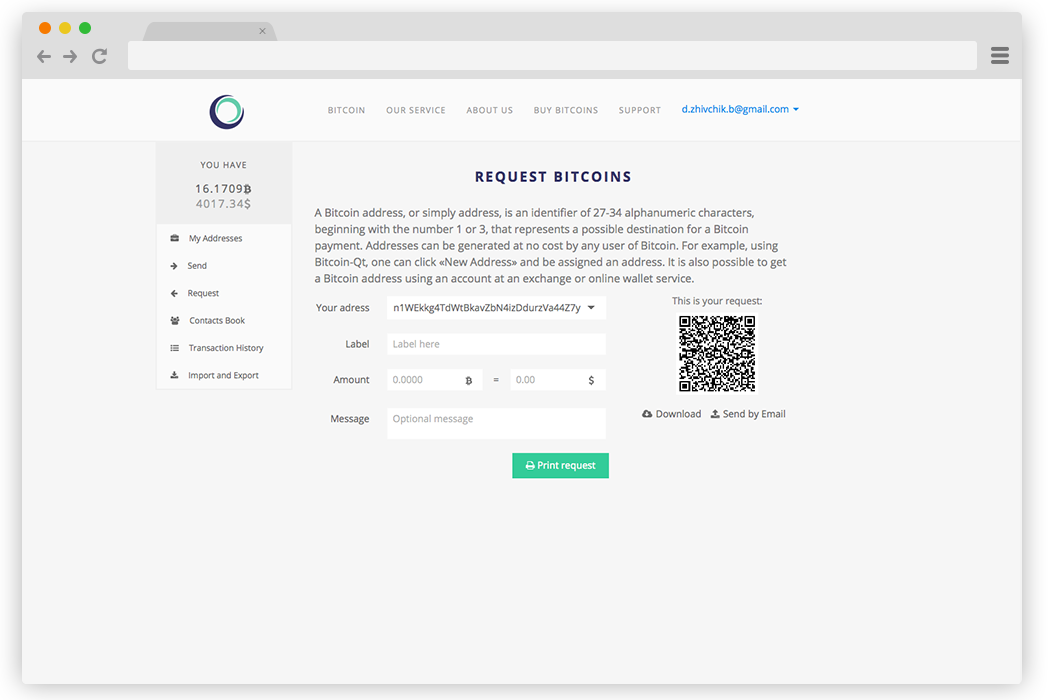 BITCOIN OUR SERVICE ABOUT US BUY BITCOINS SUPPORT d.zhivchik.b@gmail.com
YOU HAVE
16.1709฿
4017.34$
My Addresses
Send
Request
Contacts Book
Transaction History
Import and Export
REQUEST BITCOINS
A Bitcoin address, or simply address, is an identifier of 27-34 alphanumeric characters,
beginning with the number 1 or 3, that represents a possible destination for a Bitcoin
payment. Addresses can be generated at no cost by any user of Bitcoin. For example, using
Bitcoin-Qt, one can click «New Address» and be assigned an address. It is also possible to get
a Bitcoin address using an account at an exchange or online wallet service.
Your adress n1WEkkg4TdWtBkavZbN4izDdurzVa44Z7y
Label Label here
Amount 0.0000 ฿ = 0.00 $
Message Optional message
Print request
This is your request:
Download Send by Email